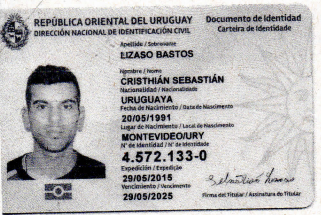 REPÚBLICA ORIENTAL DEL URUGUAY
DIRECCIÓN NACIONAL DE IDENTIFICACIÓN CIVIL
Documento de Identidad
Carteira de Identidade
Apellido / Sobrenome
LIZASO BASTOS
Nombre / Nome
CRISTHIÁN SEBASTIÁN
Nacionalidad / Nacionalidade
URUGUAYA
Fecha de Nacimiento / Data de Nascimento
20/05/1991
Lugar de Nacimiento / Local de Nascimento
MONTEVIDEO/URY
N° de Identidad / N° de Identidade
4.572.133-0
Expedición / Expedição
29/05/2015
Vencimiento / Vencimento
29/05/2025
Firma del Titular / Assinatura do Titular